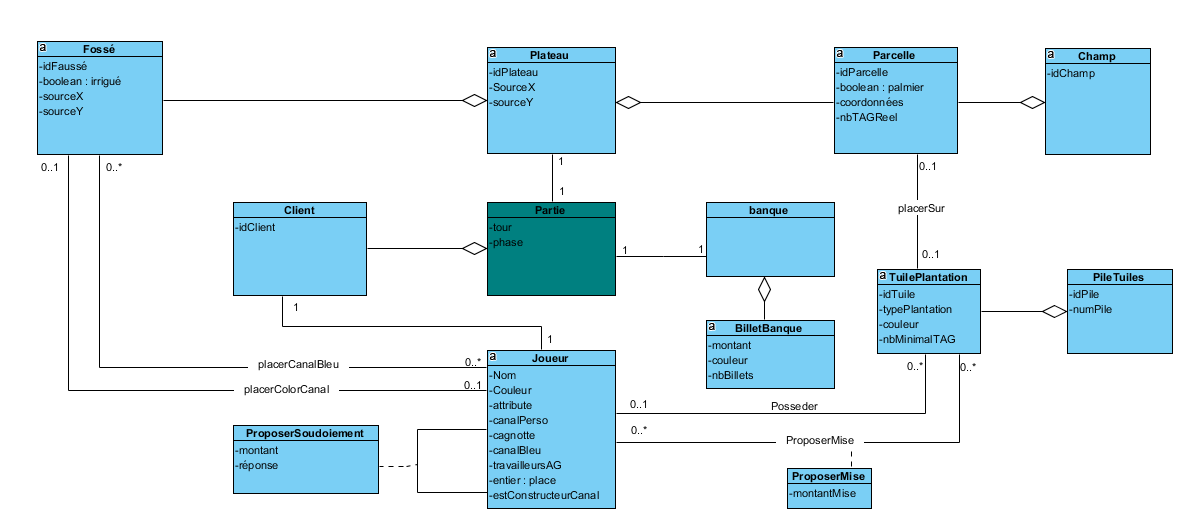 a
Fossé
-idFaussé
-boolean : irrigué
-sourceX
-sourceY
a
Plateau
-idPlateau
-SourceX
-sourceY
a
Parcelle
-idParcelle
-boolean : palmier
-coordonnées
-nbTAGReel
a
Champ
-idChamp
0..1
0..*
1
1
0..1
placerSur
0..1
Client
-idClient
Partie
-tour
-phase
1
1
banque
a
TuilePlantation
-idTuile
-typePlantation
-couleur
-nbMinimalTAG
PileTuiles
-idPile
-numPile
1
1
a
BilletBanque
-montant
-couleur
-nbBillets
placerCanalBleu
0..*
placerColorCanal
0..1
a
Joueur
-Nom
-Couleur
-attribute
-canalPerso
-cagnotte
-canalBleu
-travailleursAG
-entier : place
-estConstructeurCanal
0..*
0..*
0..1
Posseder
0..*
ProposerMise
ProposerSoudoiement
-montant
-réponse
ProposerMise
-montantMise